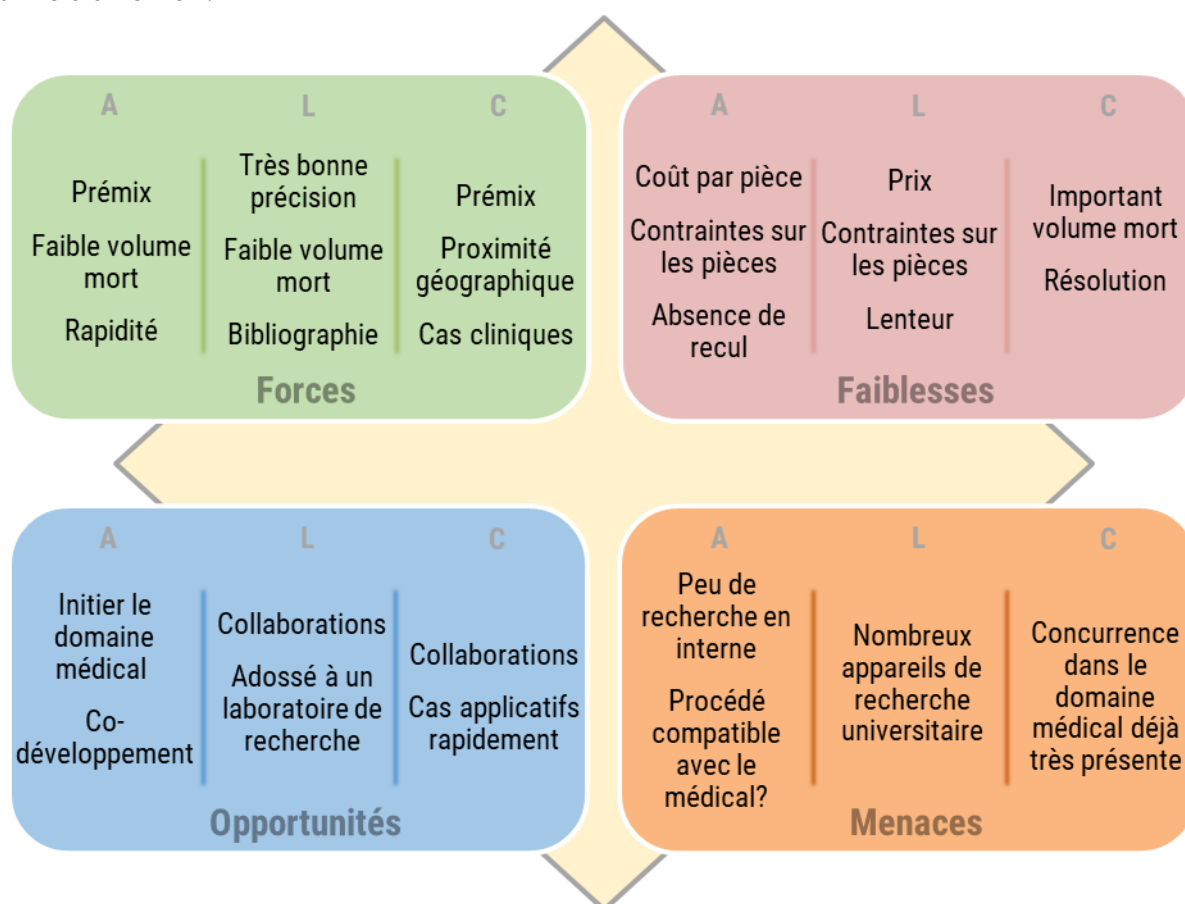 A L C
Prémix
Faible volume
mort
Rapidité
Très bonne
précision
Faible volume
mort
Bibliographie
Prémix
Proximité
géographique
Cas cliniques
Forces
A L C
Coût par pièce
Contraintes sur
les pièces
Absence de
recul
Prix
Contraintes sur
les pièces
Lenteur
Important
volume mort
Résolution
Faiblesses
A L C
Initier le
domaine
médical
Co-
développement
Collaborations
Adossé à un
laboratoire de
recherche
Collaborations
Cas applicatifs
rapidement
Opportunités
A L C
Peu de
recherche en
interne
Procédé
compatible
avec le
médical?
Nombreux
appareils de
recherche
universitaire
Concurrence
dans le
domaine
médical déjà
très présente
Menaces